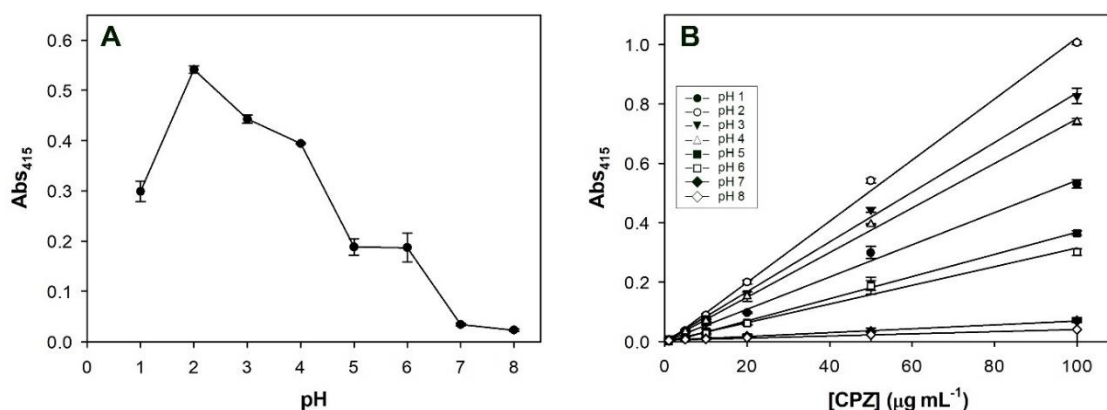 A
Abs415
0.6
0.5
0.4
0.3
0.2
0.1
0.0
0 1 2 3 4 5 6 7 8
pH
B
Abs415
1.0
0.8
0.6
0.4
0.2
0.0
pH 1
pH 2
pH 3
pH 4
pH 5
pH 6
pH 7
pH 8
0 20 40 60 80 100
[CPZ] (μg mL⁻¹)